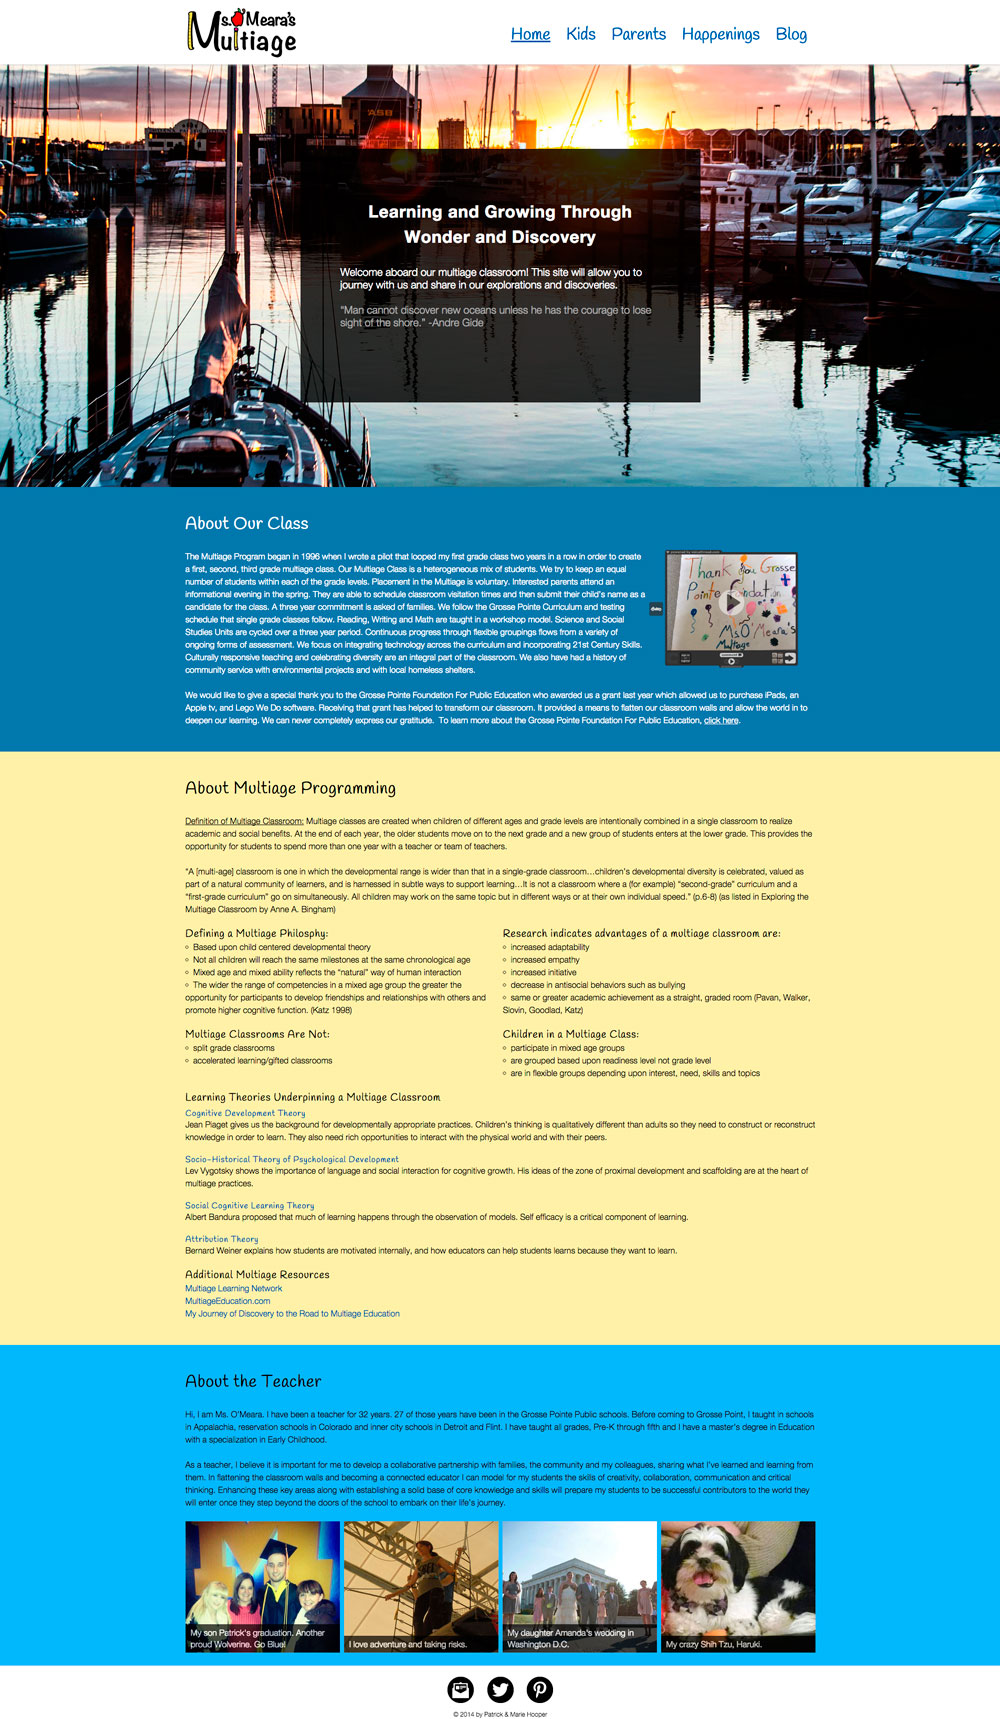 Ms. O'Meara's
Multiage
Home Kids Parents Happenings Blog
ASB
Learning and Growing Through
Wonder and Discovery
Welcome aboard our multiage classroom! This site will allow you to
journey with us and share in our explorations and discoveries.
“Man cannot discover new oceans unless he has the courage to lose
sight of the shore.” -Andre Gide
About Our Class
The Multiage Program began in 1996 when I wrote a pilot that looped my first grade class two years in a row in order to create
a first, second, third grade multiage class. Our Multiage Class is a heterogeneous mix of students. We try to keep an equal
number of students within each of the grade levels. Placement in the Multiage is voluntary. Interested parents attend an
informational evening in the spring. They are able to schedule classroom visitation times and then submit their child's name as a
candidate for the class. A three year commitment is asked of families. We follow the Grosse Pointe Curriculum and testing
schedule that single grade classes follow. Reading, Writing and Math are taught in a workshop model. Science and Social
Studies Units are cycled over a three year period. Continuous progress through flexible groupings flows from a variety of
ongoing forms of assessment. We focus on integrating technology across the curriculum and incorporating 21st Century Skills.
Culturally responsive teaching and celebrating diversity are an integral part of the classroom. We also have had a history of
community service with environmental projects and with local homeless shelters.
Thank you Grosse
Pointe Foundation
Ms O'Meara's
Multiage
We would like to give a special thank you to the Grosse Pointe Foundation For Public Education who awarded us a grant last year which allowed us to purchase iPads, an
Apple tv, and Lego We Do software. Receiving that grant has helped to transform our classroom. It provided a means to flatten our classroom walls and allow the world in to
deepen our learning. We can never completely express our gratitude. To learn more about the Grosse Pointe Foundation For Public Education, click here.
About Multiage Programming
Definition of Multiage Classroom: Multiage classes are created when children of different ages and grade levels are intentionally combined in a single classroom to realize
academic and social benefits. At the end of each year, the older students move on to the next grade and a new group of students enters at the lower grade. This provides the
opportunity for students to spend more than one year with a teacher or team of teachers.
“A [multi-age] classroom is one in which the developmental range is wider than that in a single-grade classroom…children's developmental diversity is celebrated, valued as
part of a natural community of learners, and is harnessed in subtle ways to support learning…It is not a classroom where a (for example) “second-grade” curriculum and a
“first-grade curriculum” go on simultaneously. All children may work on the same topic but in different ways or at their own individual speed.” (p.6-8) (as listed in Exploring the
Multiage Classroom by Anne A. Bingham)
Defining a Multiage Philosphy:
Based upon child centered developmental theory
Not all children will reach the same milestones at the same chronological age
Mixed age and mixed ability reflects the “natural” way of human interaction
The wider the range of competencies in a mixed age group the greater the
opportunity for participants to develop friendships and relationships with others and
promote higher cognitive function. (Katz 1998)
Research indicates advantages of a multiage classroom are:
increased adaptability
increased empathy
increased initiative
decrease in antisocial behaviors such as bullying
same or greater academic achievement as a straight, graded room (Pavan, Walker,
Slovin, Goodlad, Katz)
Multiage Classrooms Are Not:
split grade classrooms
accelerated learning/gifted classrooms
Children in a Multiage Class:
participate in mixed age groups
are grouped based upon readiness level not grade level
are in flexible groups depending upon interest, need, skills and topics
Learning Theories Underpinning a Multiage Classroom
Cognitive Development Theory
Jean Piaget gives us the background for developmentally appropriate practices. Children's thinking is qualitatively different than adults so they need to construct or reconstruct
knowledge in order to learn. They also need rich opportunities to interact with the physical world and with their peers.
Socio-Historical Theory of Psychological Development
Lev Vygotsky shows the importance of language and social interaction for cognitive growth. His ideas of the zone of proximal development and scaffolding are at the heart of
multiage practices.
Social Cognitive Learning Theory
Albert Bandura proposed that much of learning happens through the observation of models. Self efficacy is a critical component of learning.
Attribution Theory
Bernard Weiner explains how students are motivated internally, and how educators can help students learns because they want to learn.
Additional Multiage Resources
Multiage Learning Network
MultiageEducation.com
My Journey of Discovery to the Road to Multiage Education
About the Teacher
Hi, I am Ms. O'Meara. I have been a teacher for 32 years. 27 of those years have been in the Grosse Pointe Public schools. Before coming to Grosse Point, I taught in schools
in Appalachia, reservation schools in Colorado and inner city schools in Detroit and Flint. I have taught all grades, Pre-K through fifth and I have a master's degree in Education
with a specialization in Early Childhood.
As a teacher, I believe it is important for me to develop a collaborative partnership with families, the community and my colleagues, sharing what I've learned and learning from
them. In flattening the classroom walls and becoming a connected educator I can model for my students the skills of creativity, collaboration, communication and critical
thinking. Enhancing these key areas along with establishing a solid base of core knowledge and skills will prepare my students to be successful contributors to the world they
will enter once they step beyond the doors of the school to embark on their life's journey.
My son Patrick's graduation. Another
proud Wolverine. Go Blue!
I love adventure and taking risks.
My daughter Amanda's wedding in
Washington D.C.
My crazy Shih Tzu, Haruki.
© 2014 by Patrick & Marie Hooper